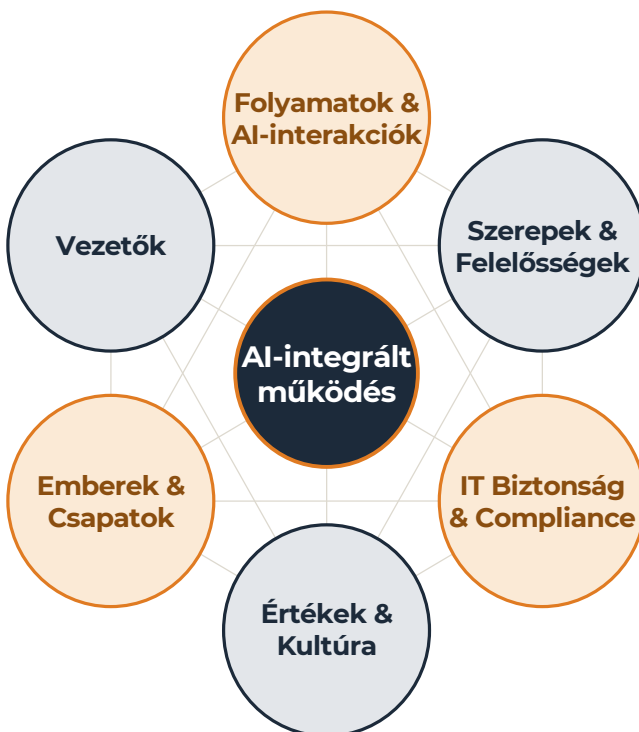 Folyamatok &
AI-interakciók
Vezetők
Szerepek &
Felelősségek
AI-integrált
működés
Emberek &
Csapatok
IT Biztonság
& Compliance
Értékek &
Kultúra